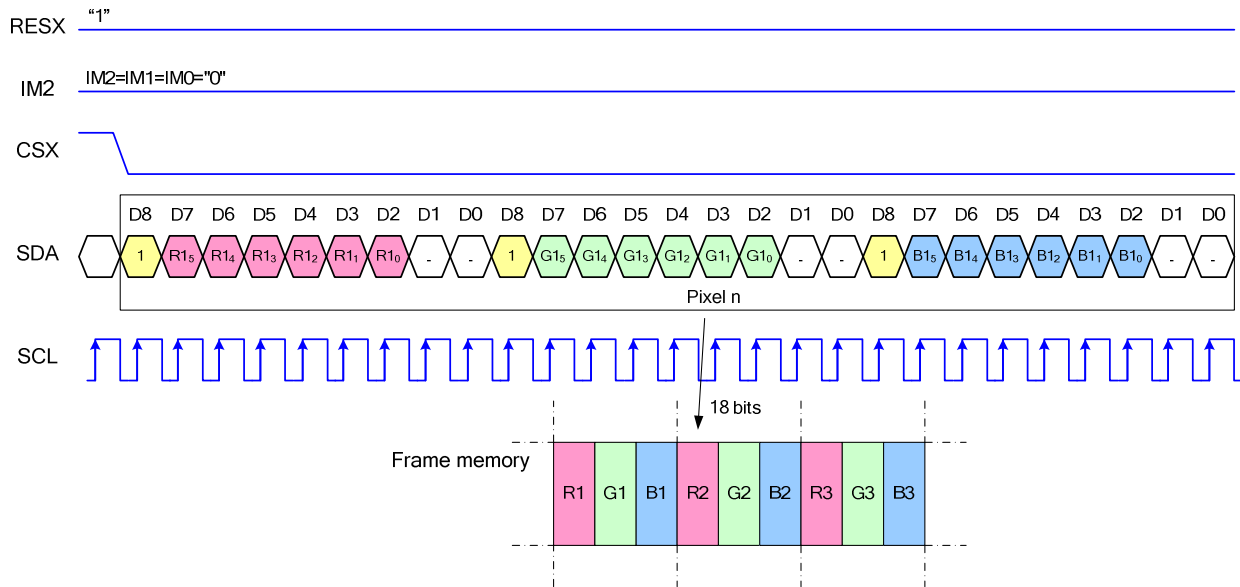 RESX “1”
IM2 IM2=IM1=IM0="0"
CSX
D8 D7 D6 D5 D4 D3 D2 D1 D0 D8 D7 D6 D5 D4 D3 D2 D1 D0 D8 D7 D6 D5 D4 D3 D2 D1 D0
SDA 1 R15 R14 R13 R12 R11 R10 - - 1 G15 G14 G13 G12 G11 G10 - - 1 B15 B14 B13 B12 B11 B10 - -
Pixel n
SCL
18 bits
Frame memory
R1 G1 B1 R2 G2 B2 R3 G3 B3